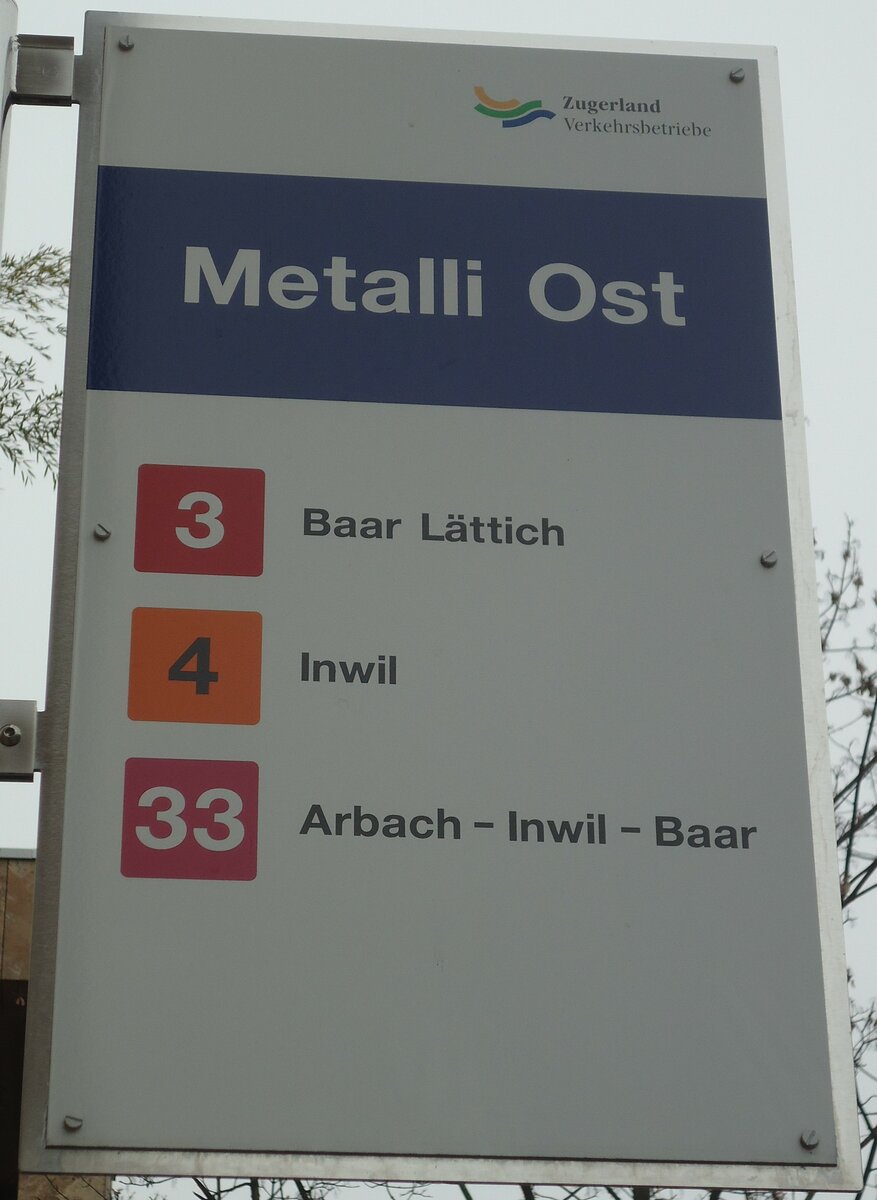 Zugerland
Verkehrsbetriebe
Metalli Ost
3 Baar Lättich
4 Inwil
33 Arbach - Inwil - Baar